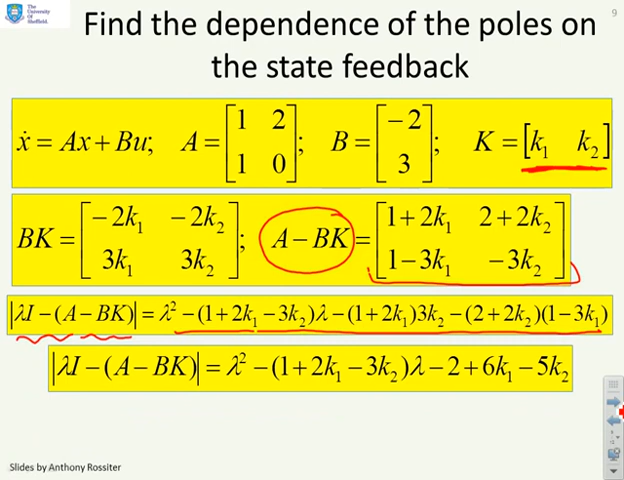 The
University
Of
Sheffield.
9
Find the dependence of the poles on
the state feedback
ẋ = Ax + Bu; A = [1 2; 1 0]; B = [−2; 3]; K = [k₁ k₂]
BK = [−2k₁ −2k₂; 3k₁ 3k₂]; A − BK = [1+2k₁ 2+2k₂; 1−3k₁ −3k₂]
|λI − (A − BK)| = λ² − (1+2k₁ −3k₂)λ − (1+2k₁)3k₂ − (2+2k₂)(1−3k₁)
|λI − (A − BK)| = λ² − (1+2k₁ −3k₂)λ − 2 + 6k₁ − 5k₂
Slides by Anthony Rossiter